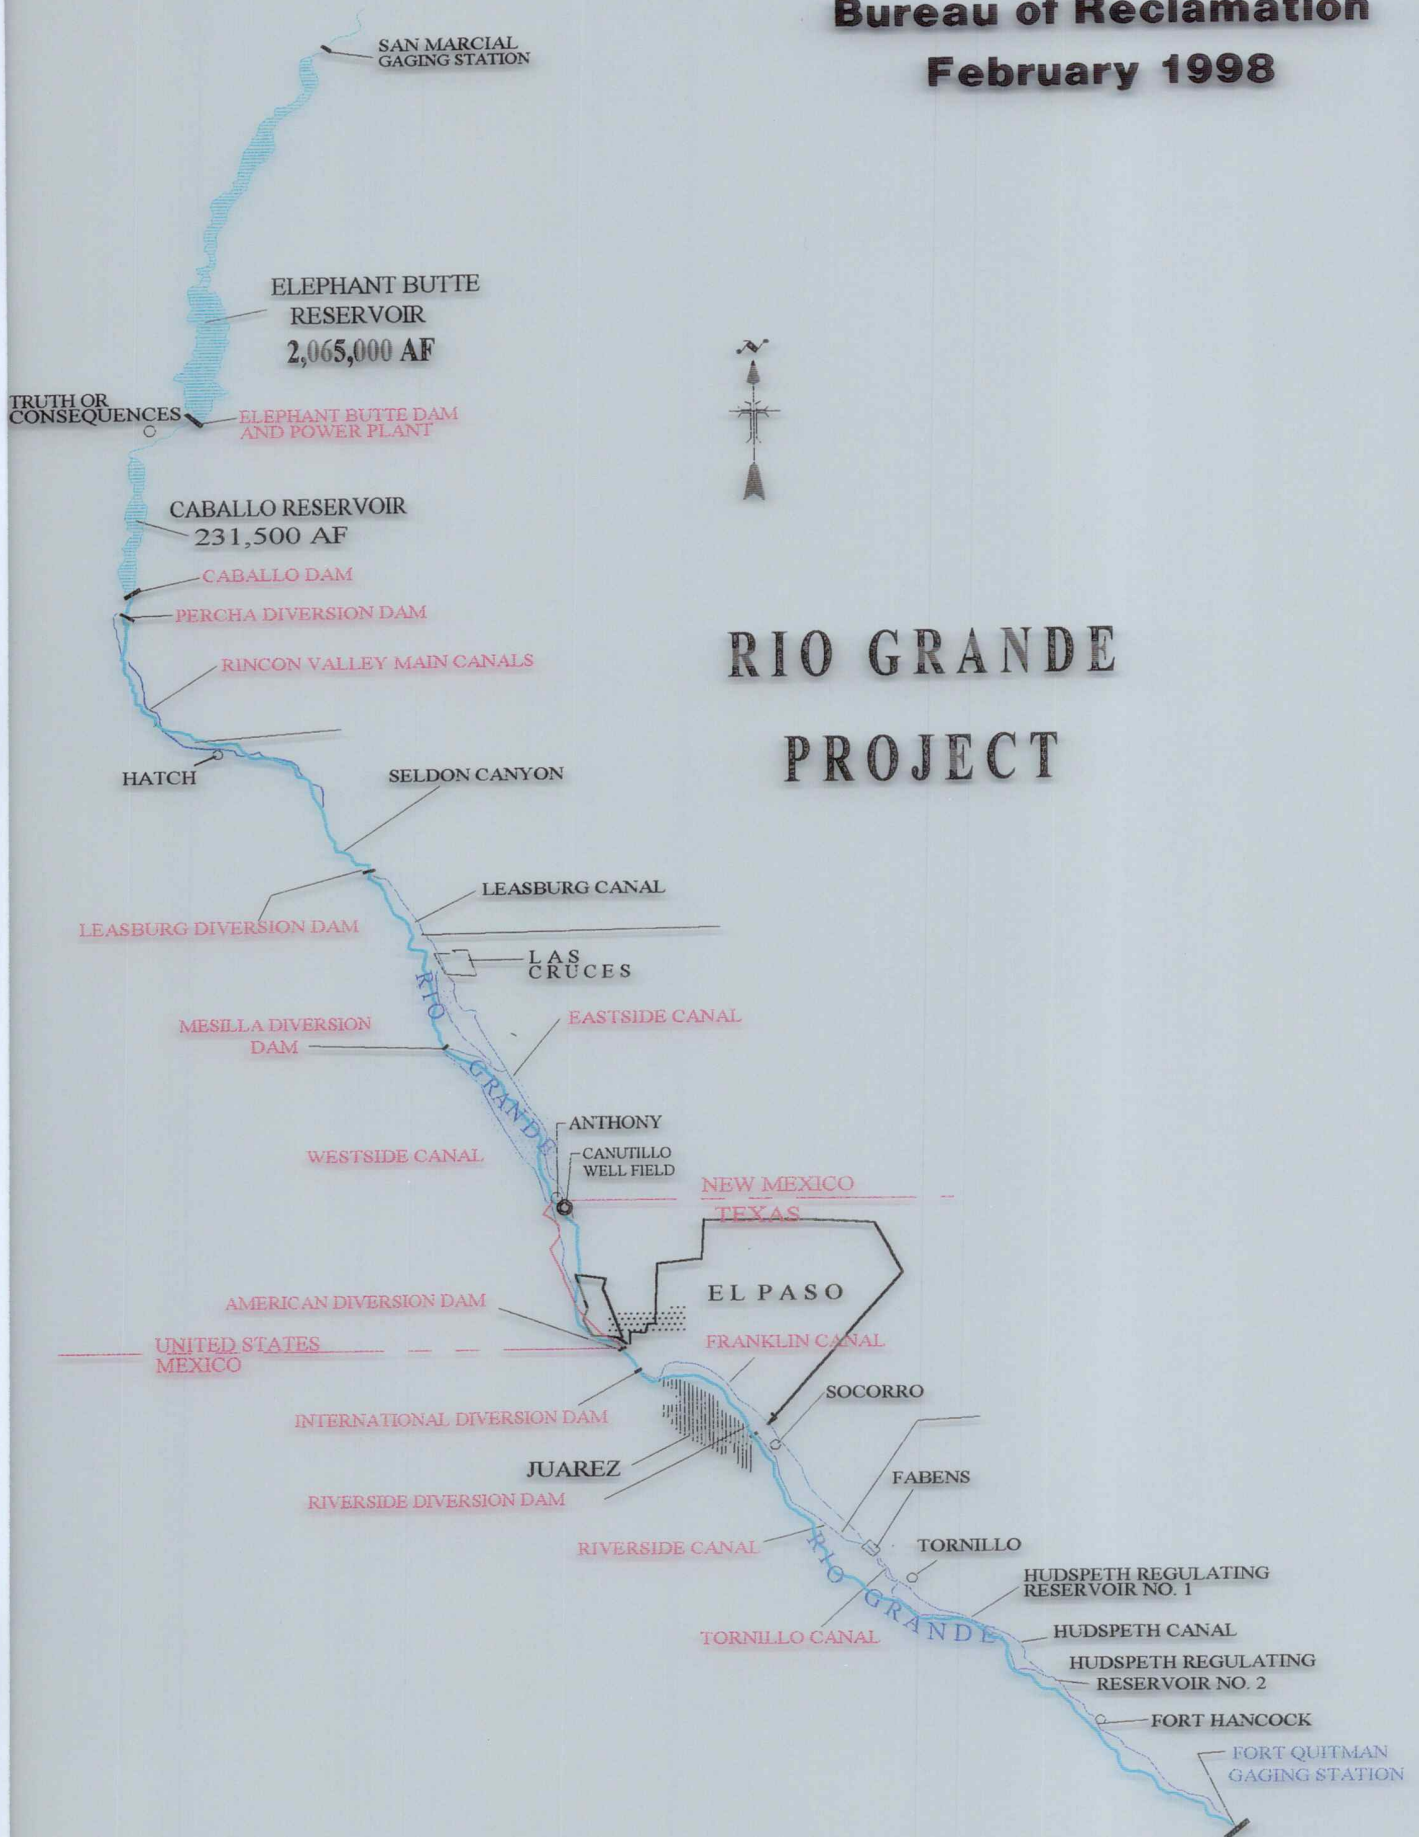 Bureau of Reclamation
February 1998
SAN MARCIAL
GAGING STATION
ELEPHANT BUTTE
RESERVOIR
2,065,000 AF
N
TRUTH OR
CONSEQUENCES
ELEPHANT BUTTE DAM
AND POWER PLANT
CABALLO RESERVOIR
231,500 AF
CABALLO DAM
PERCHA DIVERSION DAM
RIO GRANDE
PROJECT
RINCON VALLEY MAIN CANALS
HATCH
SELDON CANYON
LEASBURG CANAL
LEASBURG DIVERSION DAM
LAS
CRUCES
RIO
GRANDE
MESILLA DIVERSION
DAM
EASTSIDE CANAL
ANTHONY
CANUTILLO
WELL FIELD
WESTSIDE CANAL
NEW MEXICO
TEXAS
EL PASO
AMERICAN DIVERSION DAM
UNITED STATES
MEXICO
FRANKLIN CANAL
SOCORRO
INTERNATIONAL DIVERSION DAM
JUAREZ
FABENS
RIVERSIDE DIVERSION DAM
RIVERSIDE CANAL
RIO
GRANDE
TORNILLO
HUDSPETH REGULATING
RESERVOIR NO. 1
TORNILLO CANAL
HUDSPETH CANAL
HUDSPETH REGULATING
RESERVOIR NO. 2
FORT HANCOCK
FORT QUITMAN
GAGING STATION